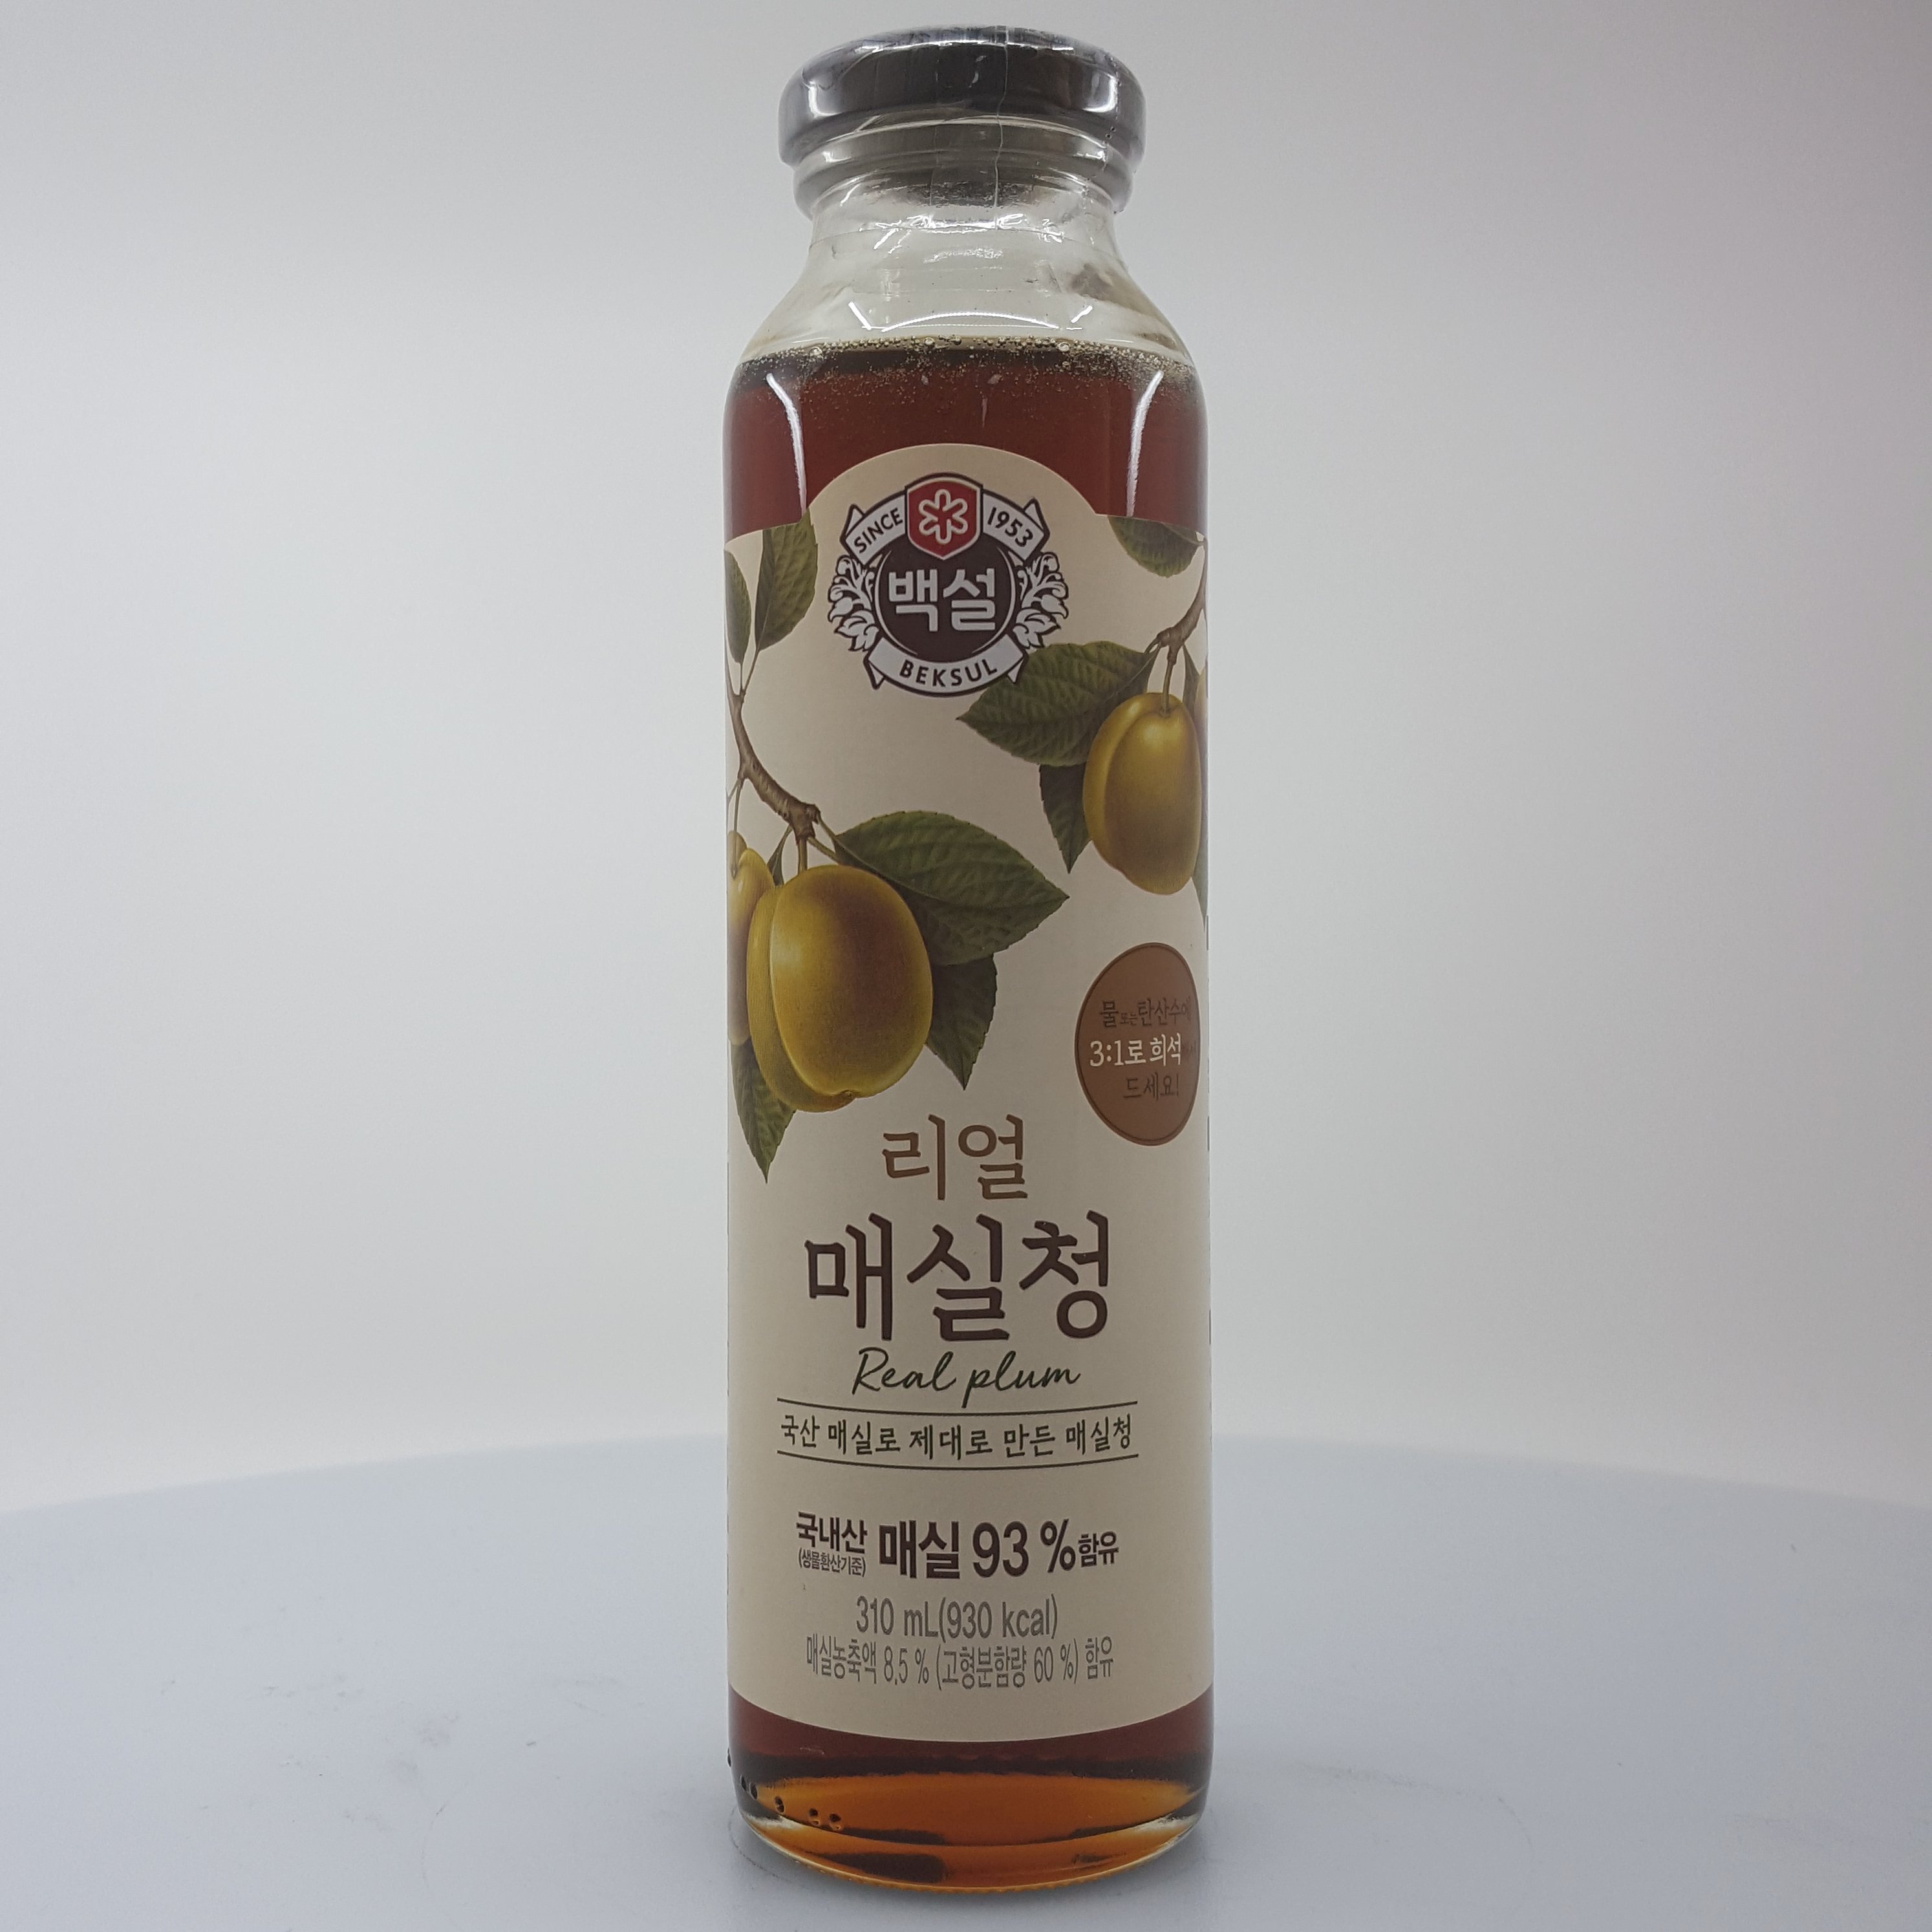 SINCE 1953
백설
BEKSUL
물 또는 탄산수에
3:1로 희석
드세요!
리얼
매실청
Real plum
국산 매실로 제대로 만든 매실청
국내산 매실 93 % 함유
(생물환산기준)
310 mL(930 kcal)
매실농축액 8.5 % (고형분함량 60 %) 함유